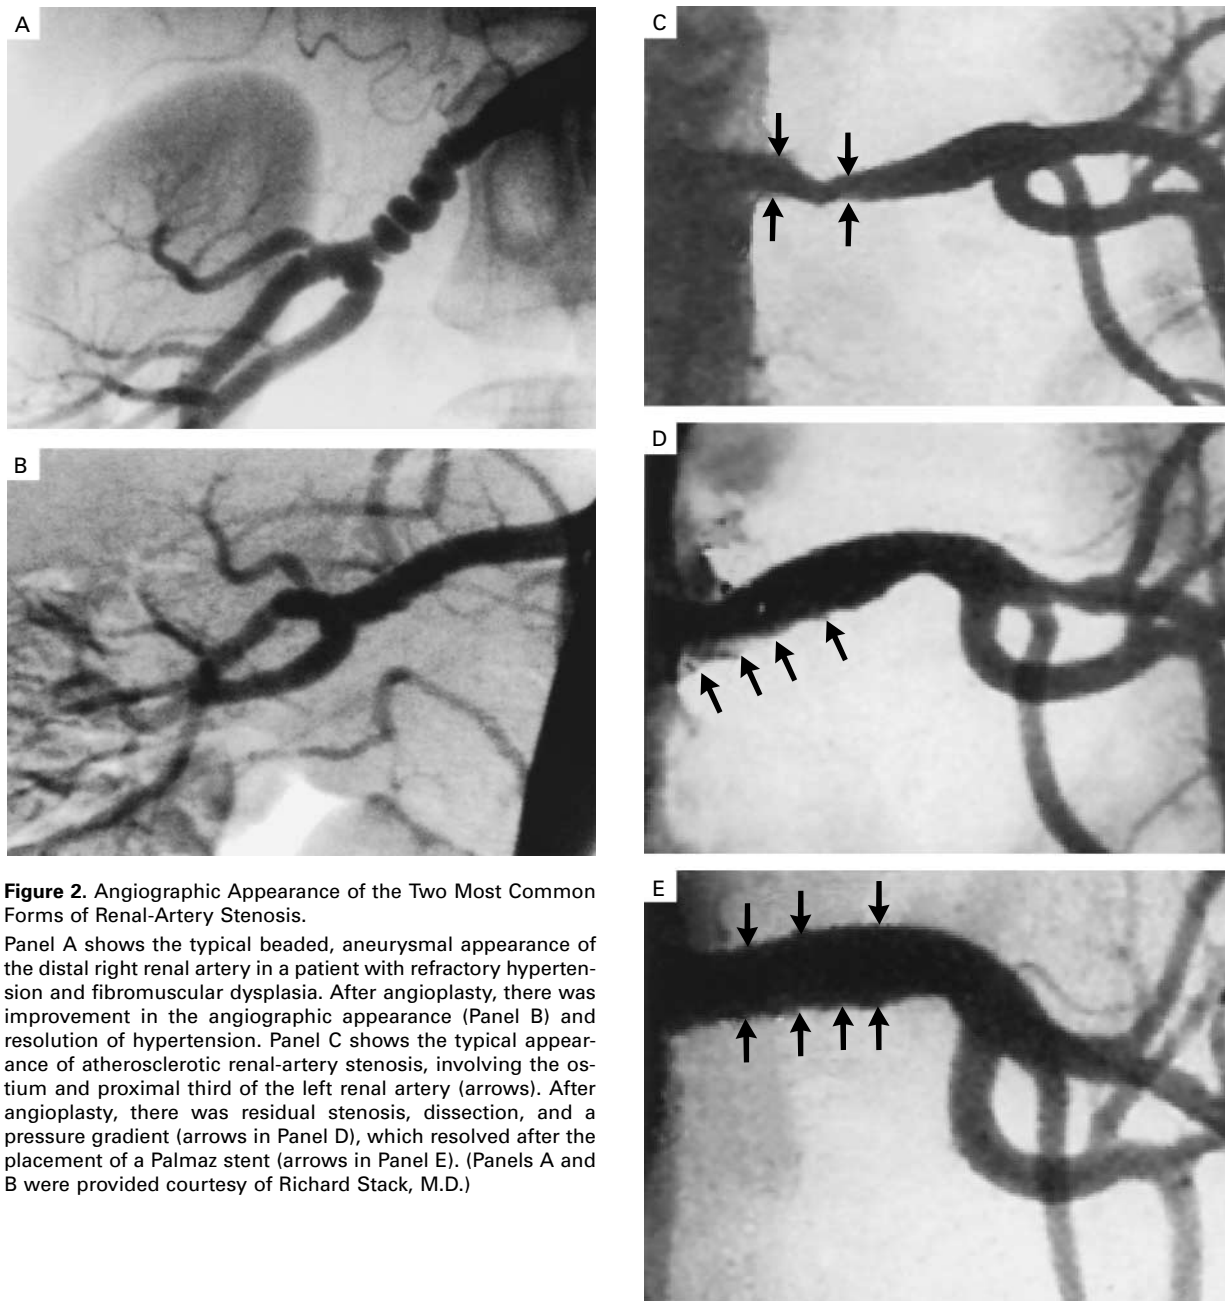 A
B
Figure 2. Angiographic Appearance of the Two Most Common
Forms of Renal-Artery Stenosis.
Panel A shows the typical beaded, aneurysmal appearance of
the distal right renal artery in a patient with refractory hyperten-
sion and fibromuscular dysplasia. After angioplasty, there was
improvement in the angiographic appearance (Panel B) and
resolution of hypertension. Panel C shows the typical appear-
ance of atherosclerotic renal-artery stenosis, involving the os-
tium and proximal third of the left renal artery (arrows). After
angioplasty, there was residual stenosis, dissection, and a
pressure gradient (arrows in Panel D), which resolved after the
placement of a Palmaz stent (arrows in Panel E). (Panels A and
B were provided courtesy of Richard Stack, M.D.)
C
D
E